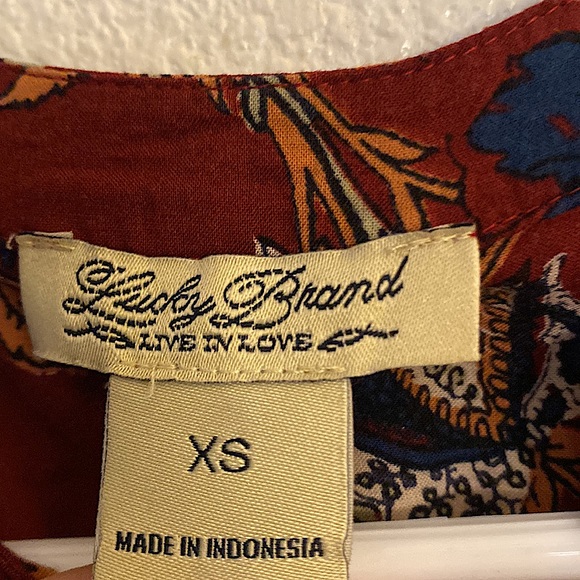 Lucky Brand
LIVE IN LOVE
XS
MADE IN INDONESIA